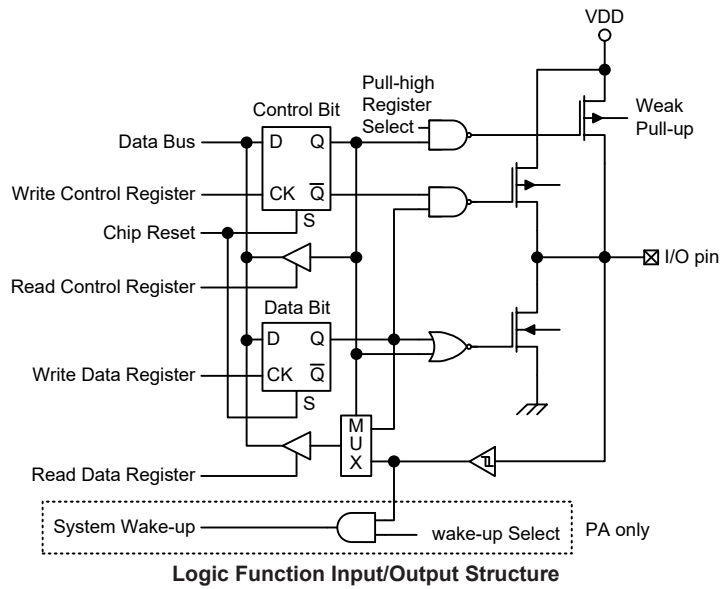 VDD
Pull-high
Register
Select
Weak
Pull-up
Control Bit
Data Bus
D
Q
Write Control Register
CK
Q
S
Chip Reset
I/O pin
Read Control Register
Data Bit
D
Q
Write Data Register
CK
Q
S
M
U
X
Read Data Register
System Wake-up
wake-up Select
PA only
Logic Function Input/Output Structure